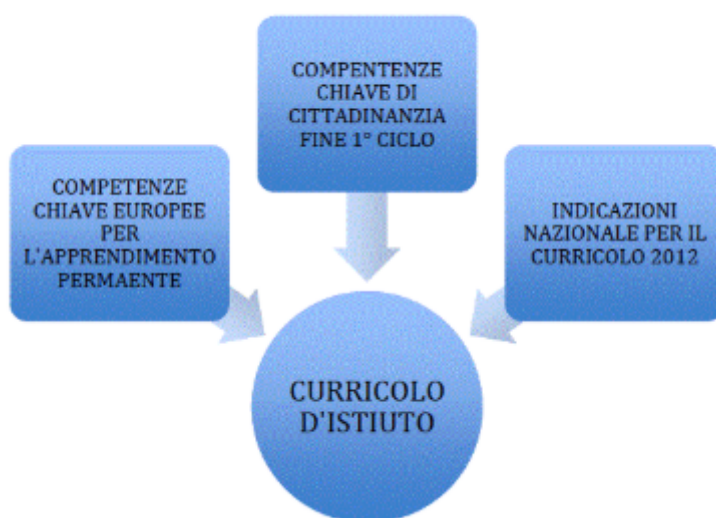 COMPENTENZE
CHIAVE DI
CITTADINANZIA
FINE 1° CICLO
COMPETENZE
CHIAVE EUROPEE
PER
L'APPRENDIMENTO
PERMAENTE
INDICAZIONI
NAZIONALE PER IL
CURRICOLO 2012
CURRICOLO
D'ISTIUTO